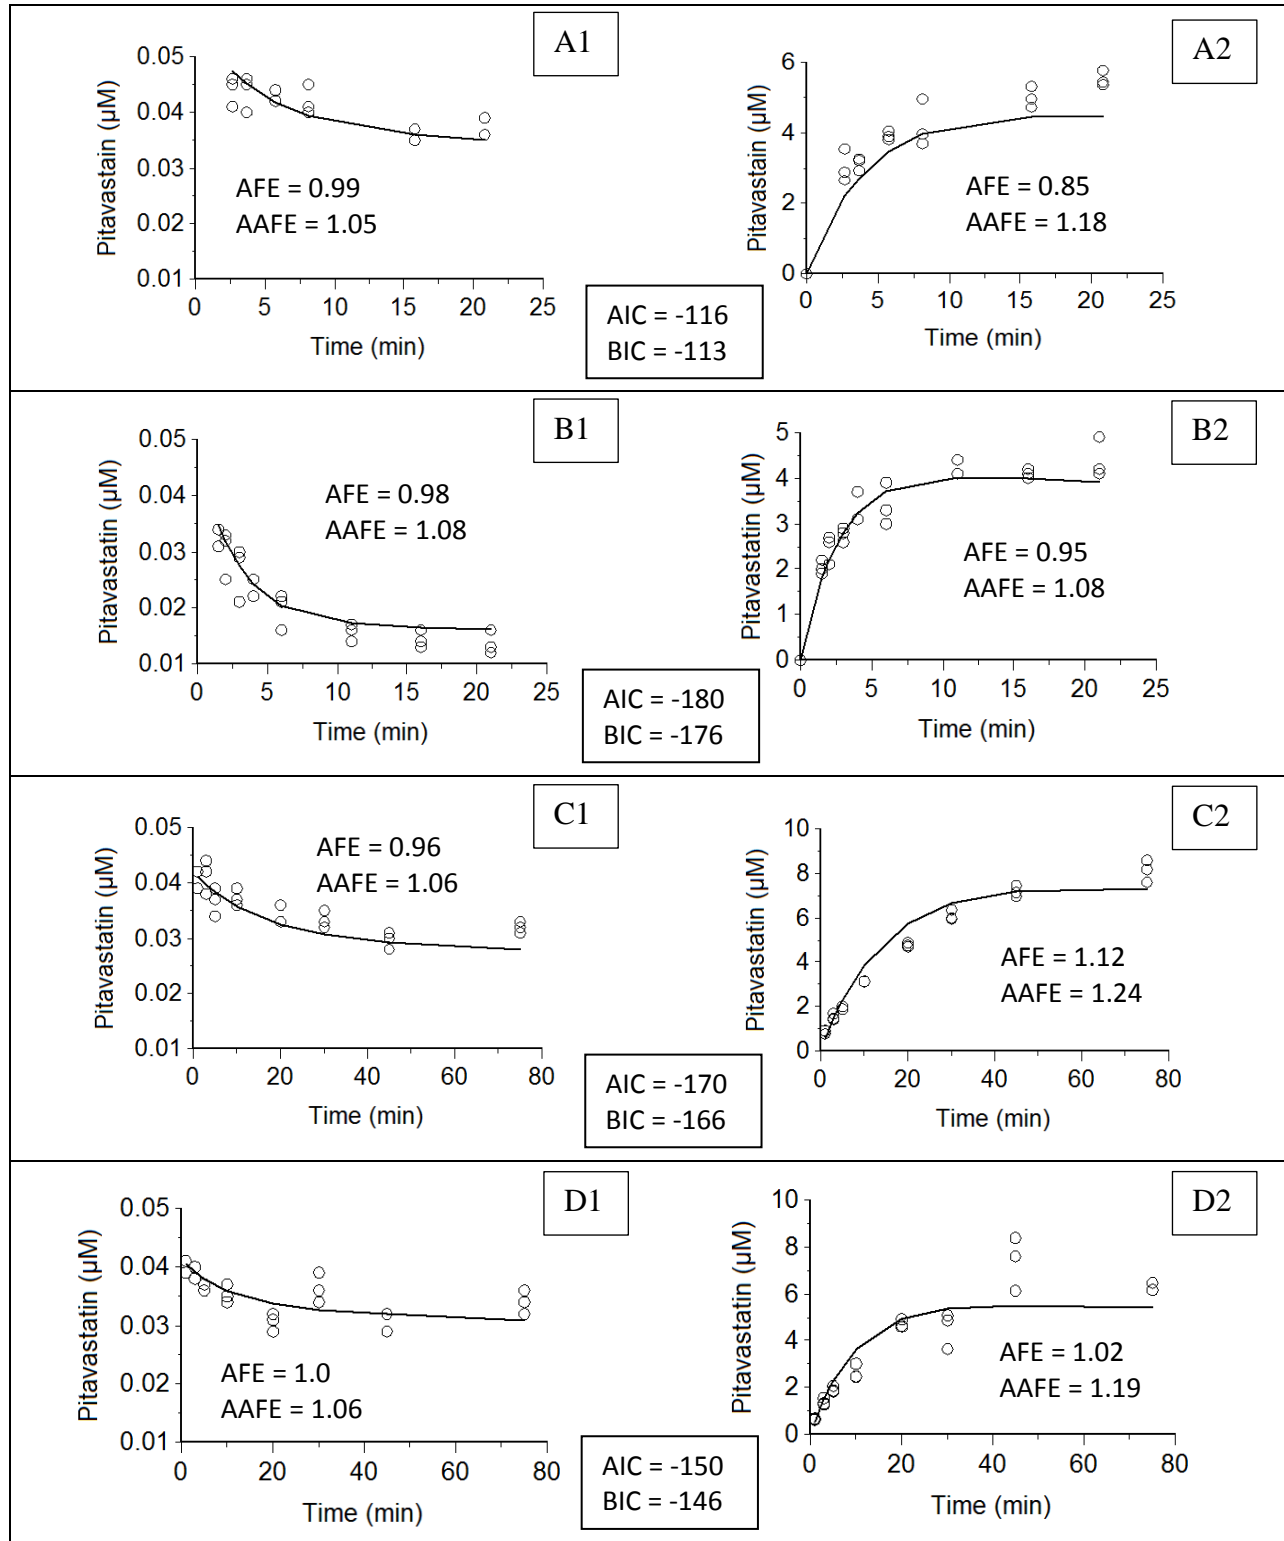 A1
Pitavastatin (µM)
0.05
0.04
0.03
0.02
0.01
AFE = 0.99
AAFE = 1.05
0 5 10 15 20 25
Time (min)
A2
Pitavastain (µM)
6
4
2
0
AFE = 0.85
AAFE = 1.18
0 5 10 15 20 25
Time (min)
AIC = -116
BIC = -113
B1
Pitavastatin (µM)
0.05
0.04
0.03
0.02
0.01
AFE = 0.98
AAFE = 1.08
0 5 10 15 20 25
Time (min)
B2
Pitavastatin (µM)
5
4
3
2
1
0
AFE = 0.95
AAFE = 1.08
0 5 10 15 20 25
Time (min)
AIC = -180
BIC = -176
C1
Pitavastatin (µM)
0.05
0.04
0.03
0.02
0.01
AFE = 0.96
AAFE = 1.06
0 20 40 60 80
Time (min)
C2
Pitavastatin (µM)
10
8
6
4
2
0
AFE = 1.12
AAFE = 1.24
0 20 40 60 80
Time (min)
AIC = -170
BIC = -166
D1
Pitavastatin (µM)
0.05
0.04
0.03
0.02
0.01
AFE = 1.0
AAFE = 1.06
0 20 40 60 80
Time (min)
D2
Pitavastatin (µM)
10
8
6
4
2
0
AFE = 1.02
AAFE = 1.19
0 20 40 60 80
Time (min)
AIC = -150
BIC = -146